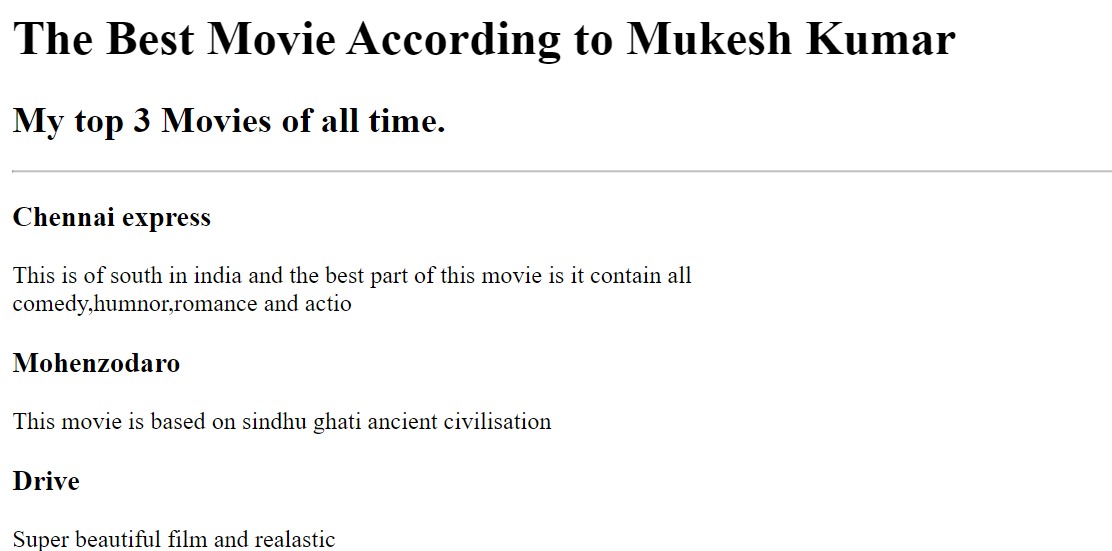 The Best Movie According to Mukesh Kumar
My top 3 Movies of all time.
Chennai express
This is of south in india and the best part of this movie is it contain all
comedy,humnor,romance and actio
Mohenzodaro
This movie is based on sindhu ghati ancient civilisation
Drive
Super beautiful film and realastic